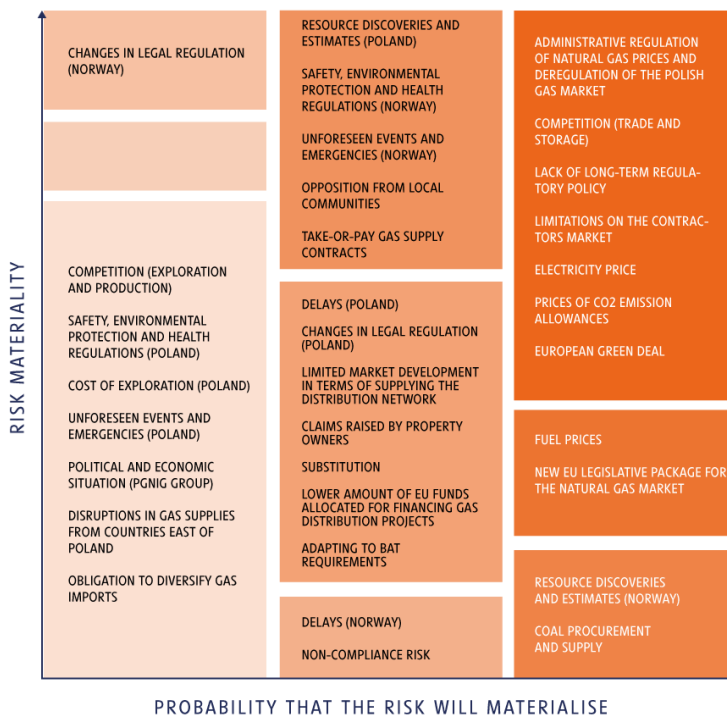 CHANGES IN LEGAL REGULATION
(NORWAY)
COMPETITION (EXPLORATION
AND PRODUCTION)
SAFETY, ENVIRONMENTAL
PROTECTION AND HEALTH
REGULATIONS (POLAND)
COST OF EXPLORATION (POLAND)
UNFORESEEN EVENTS AND
EMERGENCIES (POLAND)
POLITICAL AND ECONOMIC
SITUATION (PGNIG GROUP)
DISRUPTIONS IN GAS SUPPLIES
FROM COUNTRIES EAST OF
POLAND
OBLIGATION TO DIVERSIFY GAS
IMPORTS
RESOURCE DISCOVERIES AND
ESTIMATES (POLAND)
SAFETY, ENVIRONMENTAL
PROTECTION AND HEALTH
REGULATIONS (NORWAY)
UNFORESEEN EVENTS AND
EMERGENCIES (NORWAY)
OPPOSITION FROM LOCAL
COMMUNITIES
TAKE-OR-PAY GAS SUPPLY
CONTRACTS
DELAYS (POLAND)
CHANGES IN LEGAL REGULATION
(POLAND)
LIMITED MARKET DEVELOPMENT
IN TERMS OF SUPPLYING THE
DISTRIBUTION NETWORK
CLAIMS RAISED BY PROPERTY
OWNERS
SUBSTITUTION
LOWER AMOUNT OF EU FUNDS
ALLOCATED FOR FINANCING GAS
DISTRIBUTION PROJECTS
ADAPTING TO BAT
REQUIREMENTS
DELAYS (NORWAY)
NON-COMPLIANCE RISK
ADMINISTRATIVE REGULATION
OF NATURAL GAS PRICES AND
DEREGULATION OF THE POLISH
GAS MARKET
COMPETITION (TRADE AND
STORAGE)
LACK OF LONG-TERM REGULA-
TORY POLICY
LIMITATIONS ON THE CONTRAC-
TORS MARKET
ELECTRICITY PRICE
PRICES OF CO2 EMISSION
ALLOWANCES
EUROPEAN GREEN DEAL
FUEL PRICES
NEW EU LEGISLATIVE PACKAGE FOR
THE NATURAL GAS MARKET
RESOURCE DISCOVERIES
AND ESTIMATES (NORWAY)
COAL PROCUREMENT
AND SUPPLY
RISK MATERIALITY
PROBABILITY THAT THE RISK WILL MATERIALISE